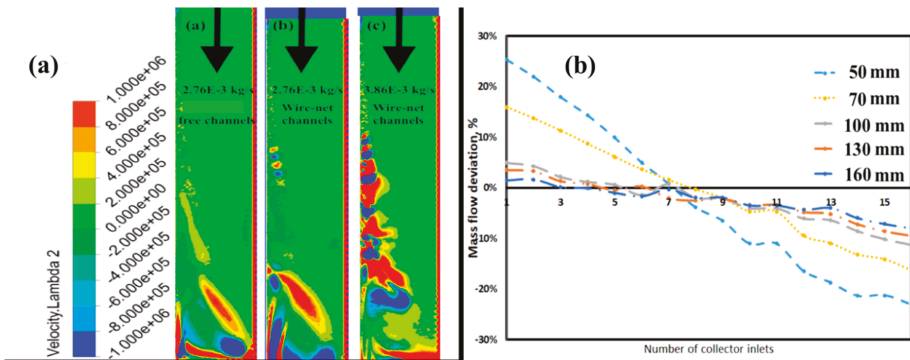 (a)
(a)
(b)
(c)
2.76E-3 kg/s
free channels
2.76E-3 kg/s
Wire-net
channels
3.86E-3 kg/s
Wire-net
channels
Velocity.Lambda 2
1.000e+06
8.000e+05
6.000e+05
4.000e+05
2.000e+05
0.000e+00
-2.000e+05
-4.000e+05
-6.000e+05
-8.000e+05
-1.000e+06
(b)
Mass flow deviation, %
30%
20%
10%
0%
-10%
-20%
-30%
1 3 5 7 9 11 13 15
50 mm
70 mm
100 mm
130 mm
160 mm
Number of collector inlets